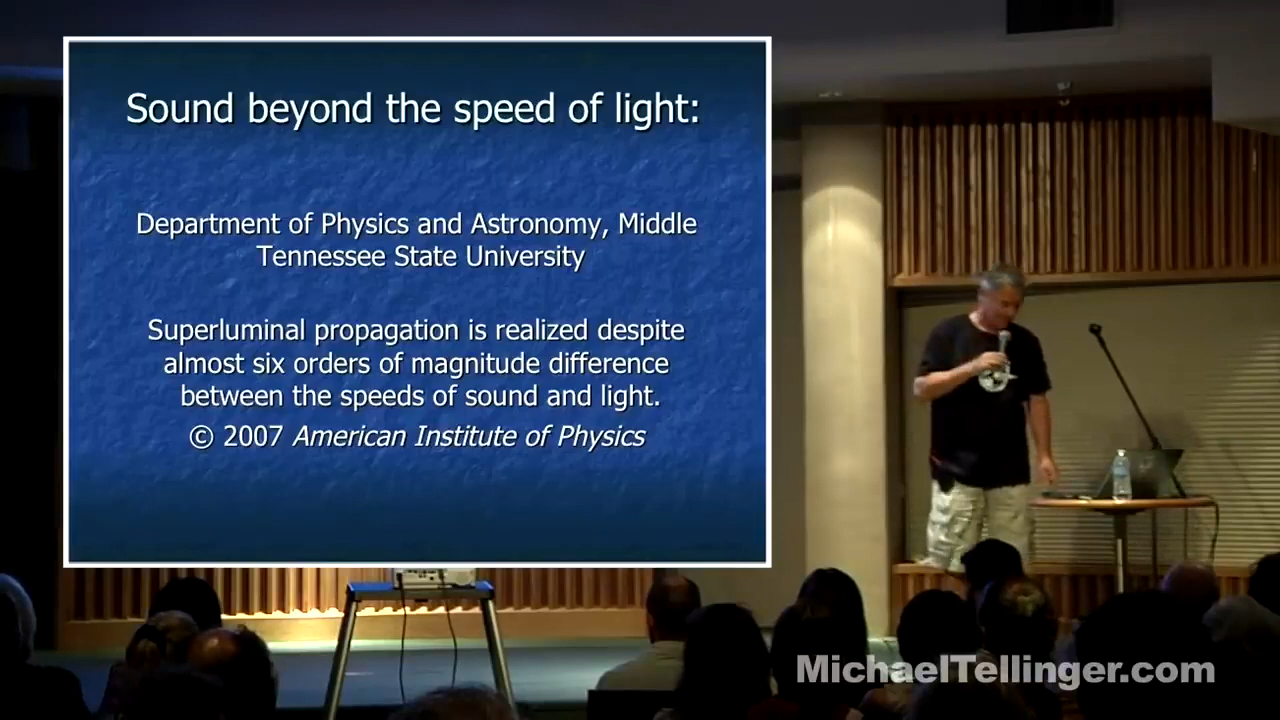 Sound beyond the speed of light:
Department of Physics and Astronomy, Middle
Tennessee State University
Superluminal propagation is realized despite
almost six orders of magnitude difference
between the speeds of sound and light.
© 2007 American Institute of Physics
MichaelTellinger.com